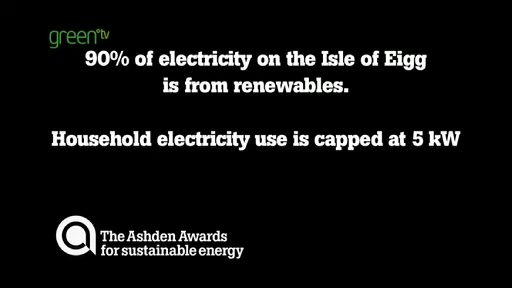 green.tv
90% of electricity on the Isle of Eigg
is from renewables.
Household electricity use is capped at 5 kW
The Ashden Awards
for sustainable energy